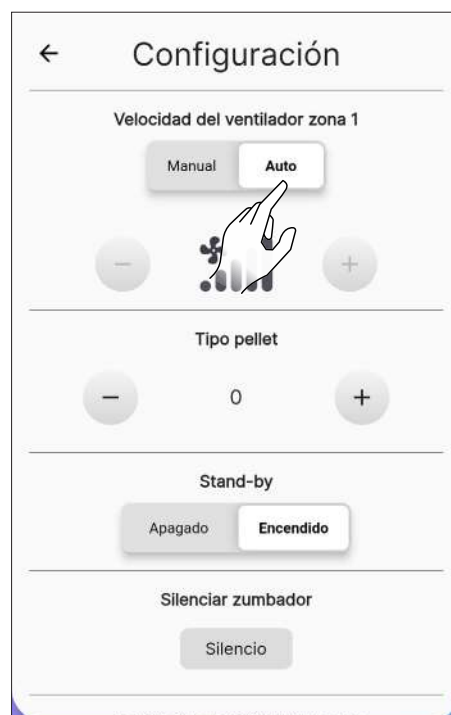 Configuración
Velocidad del ventilador zona 1
Manual Auto
Tipo pellet
0
Stand-by
Apagado Encendido
Silenciar zumbador
Silencio